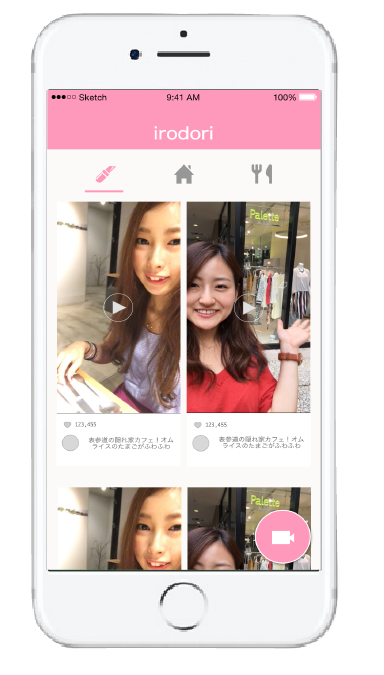 Sketch 9:41 AM 100%
irodori
Palette
123,455
表参道の隠れ家カフェ！オム
ライスのたまごがふわふわ
123,455
表参道の隠れ家カフェ！オム
ライスのたまごがふわふわ
Palette